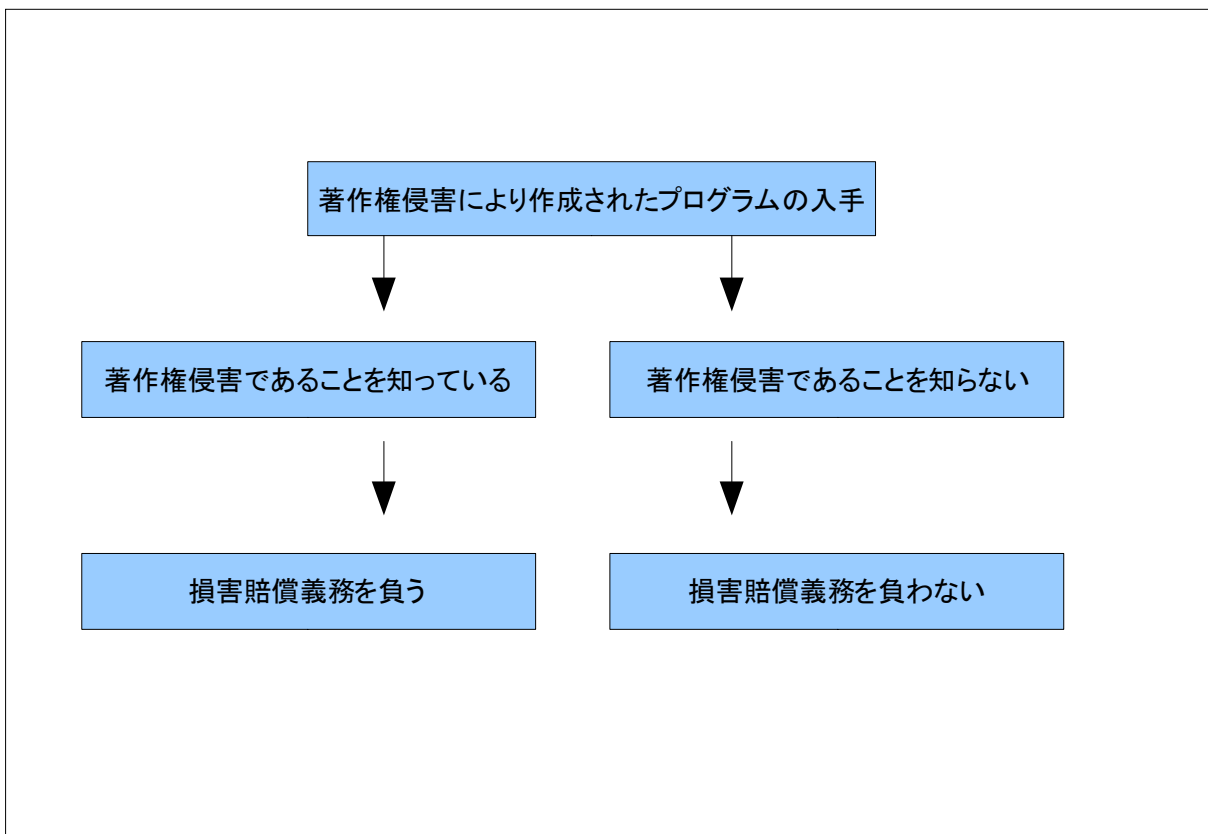 著作権侵害により作成されたプログラムの入手
著作権侵害であることを知っている
著作権侵害であることを知らない
損害賠償義務を負う
損害賠償義務を負わない